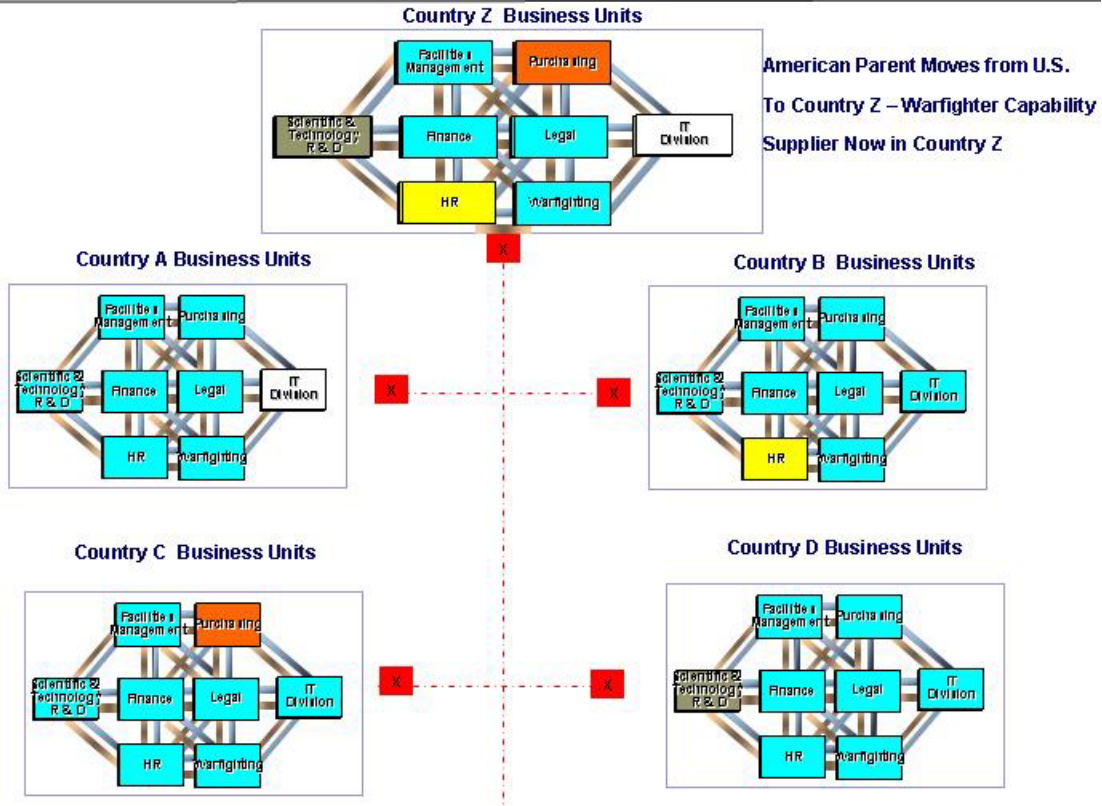 Country Z Business Units
Facilities
Management
Purchasing
American Parent Moves from U.S.
To Country Z – Warfighter Capability
Supplier Now in Country Z
Scientific &
Technology
R & D
Finance
Legal
IT
Division
HR
Warfighting
X
Country A Business Units
Facilities
Management
Purchasing
Scientific &
Technology
R & D
Finance
Legal
IT
Division
HR
Warfighting
Country B Business Units
Facilities
Management
Purchasing
Scientific &
Technology
R & D
Finance
Legal
IT
Division
HR
Warfighting
X
X
Country C Business Units
Facilities
Management
Purchasing
Scientific &
Technology
R & D
Finance
Legal
IT
Division
HR
Warfighting
Country D Business Units
Facilities
Management
Purchasing
Scientific &
Technology
R & D
Finance
Legal
IT
Division
HR
Warfighting
X
X